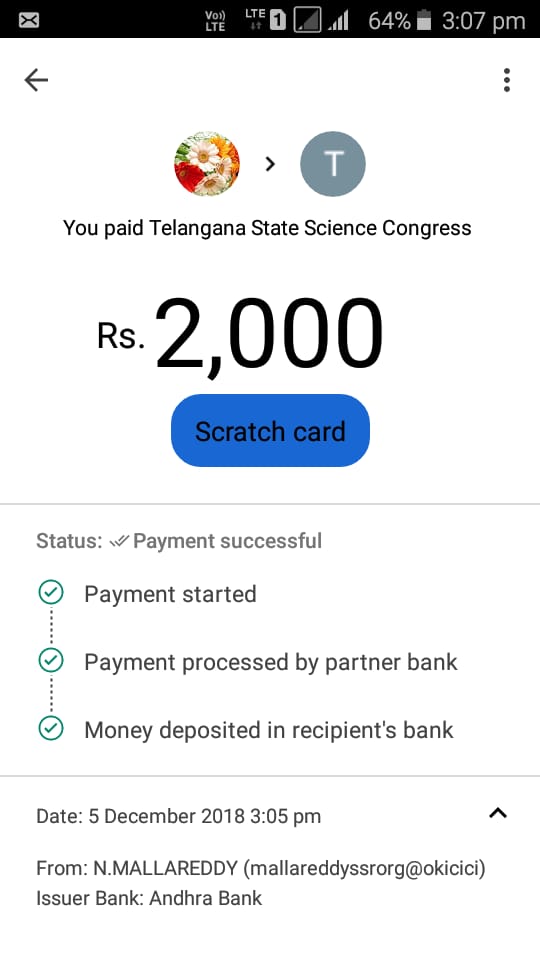 Vo)) LTE LTE 1 64% 3:07 pm
T
You paid Telangana State Science Congress
Rs. 2,000
Scratch card
Status: Payment successful
Payment started
Payment processed by partner bank
Money deposited in recipient's bank
Date: 5 December 2018 3:05 pm
From: N.MALLAREDDY (mallareddyssrorg@okicici)
Issuer Bank: Andhra Bank